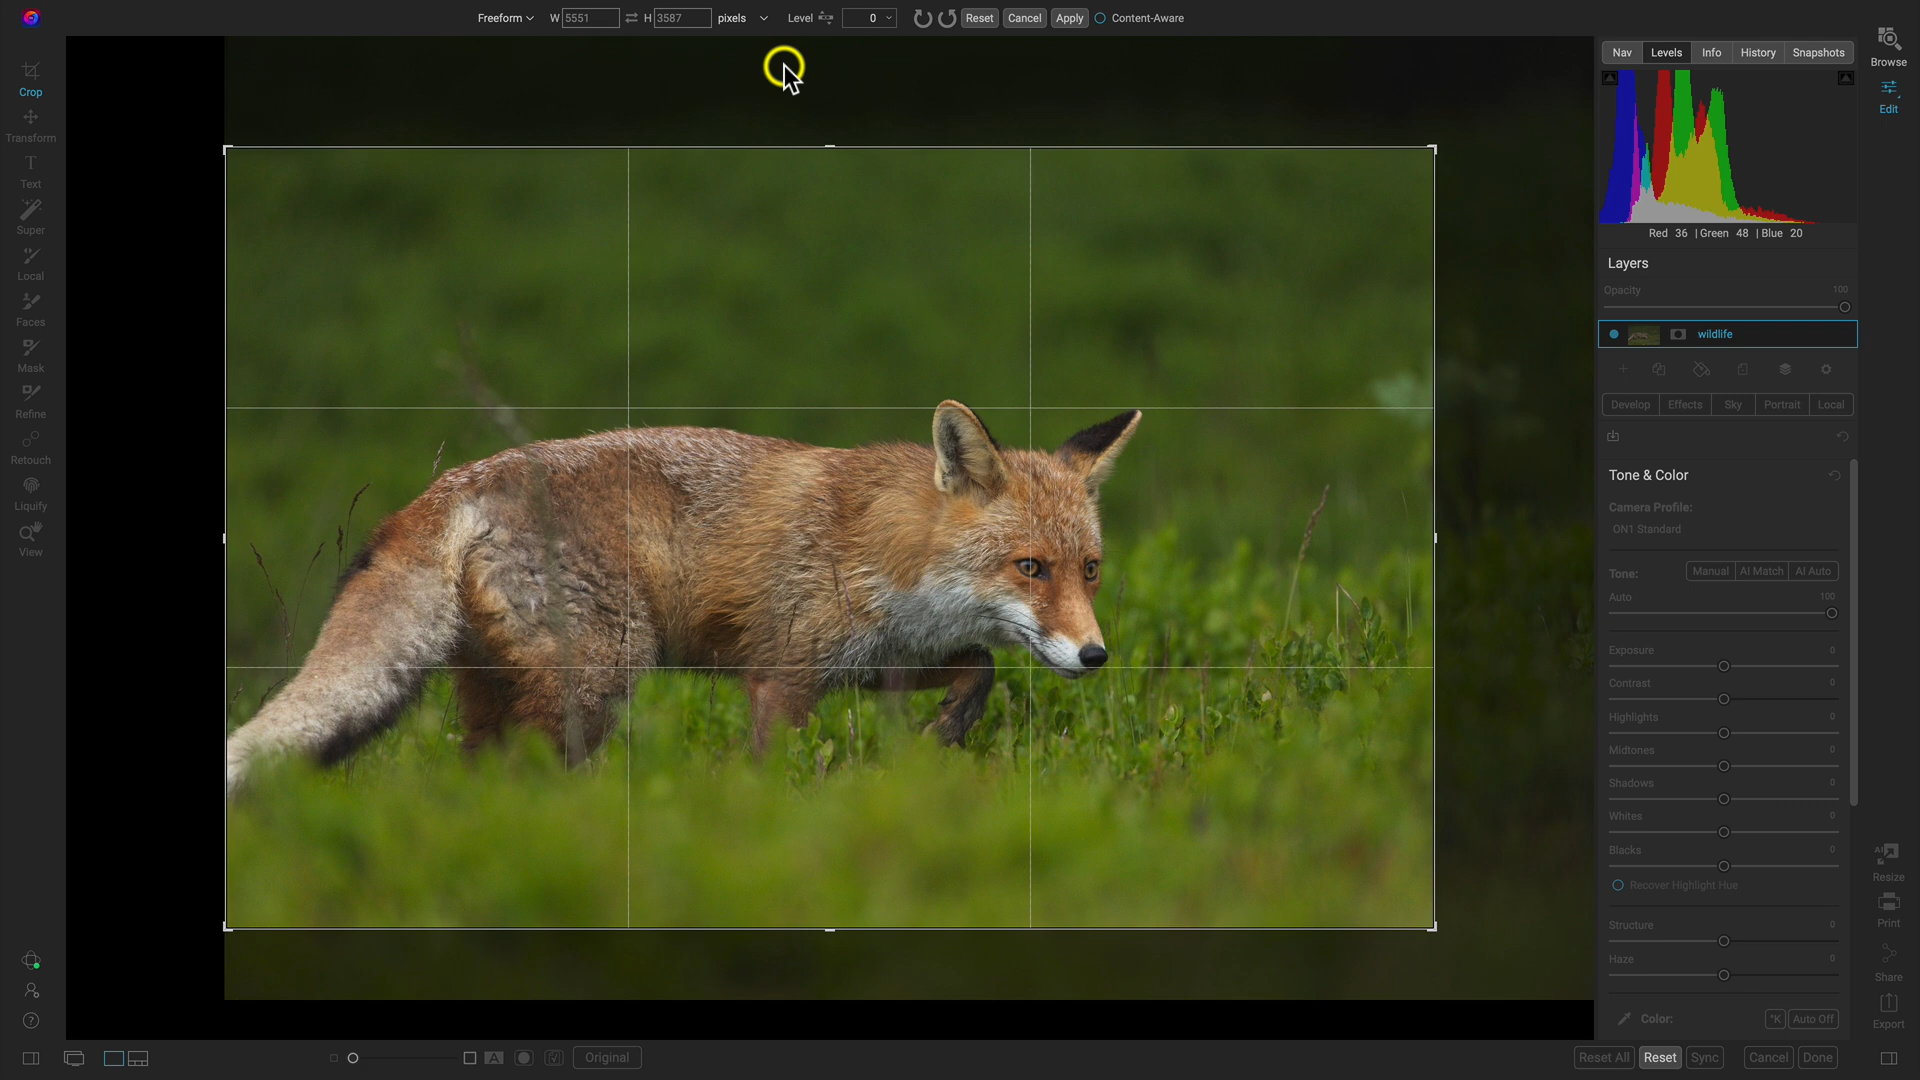 Freeform W 5551 H 3587 pixels Level 0 Reset Cancel Apply Content-Aware
Crop
Transform
Text
Super
Local
Faces
Mask
Refine
Retouch
Liquify
View
Nav Levels Info History Snapshots
Red 36 | Green 48 | Blue 20
Layers
Opacity 100
wildlife
Develop Effects Sky Portrait Local
Tone & Color
Camera Profile:
ON1 Standard
Tone: Manual AI Match AI Auto
Auto 100
Exposure 0
Contrast 0
Highlights 0
Midtones 0
Shadows 0
Whites 0
Blacks 0
Recover Highlight Hue
Structure 0
Haze 0
Color: °K Auto Off
Browse
Edit
AI
Resize
Print
Share
Export
? 
A Original
Reset All Reset Sync Cancel Done